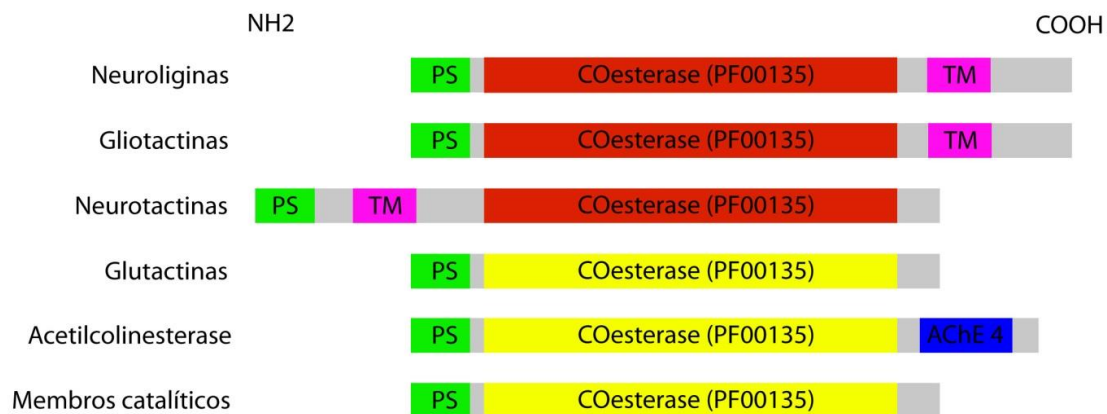 NH2 COOH
Neuroliginas PS COesterase (PF00135) TM
Gliotactinas PS COesterase (PF00135) TM
Neurotactinas PS TM COesterase (PF00135)
Glutactinas PS COesterase (PF00135)
Acetilcolinesterase PS COesterase (PF00135) AChE 4
Membros catalíticos PS COesterase (PF00135)